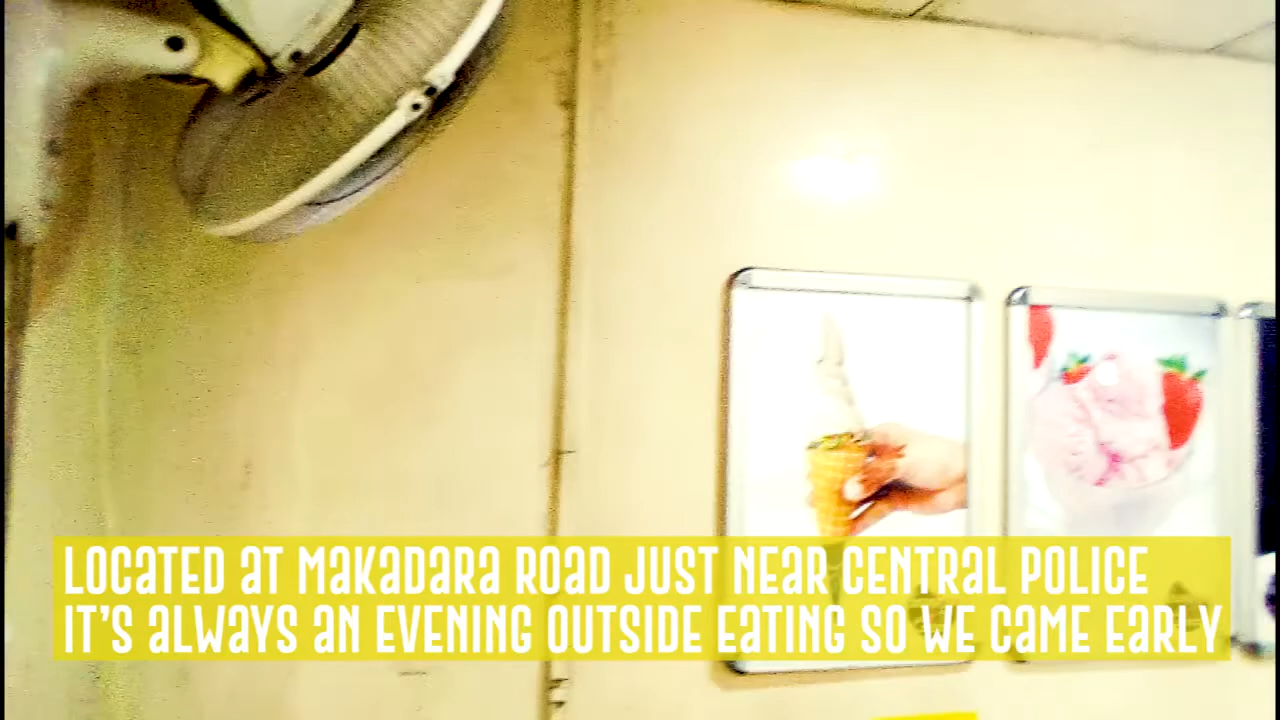 LOCATED AT MAKADARA ROAD JUST NEAR CENTRAL POLICE
IT'S ALWAYS AN EVENING OUTSIDE EATING SO WE CAME EARLY